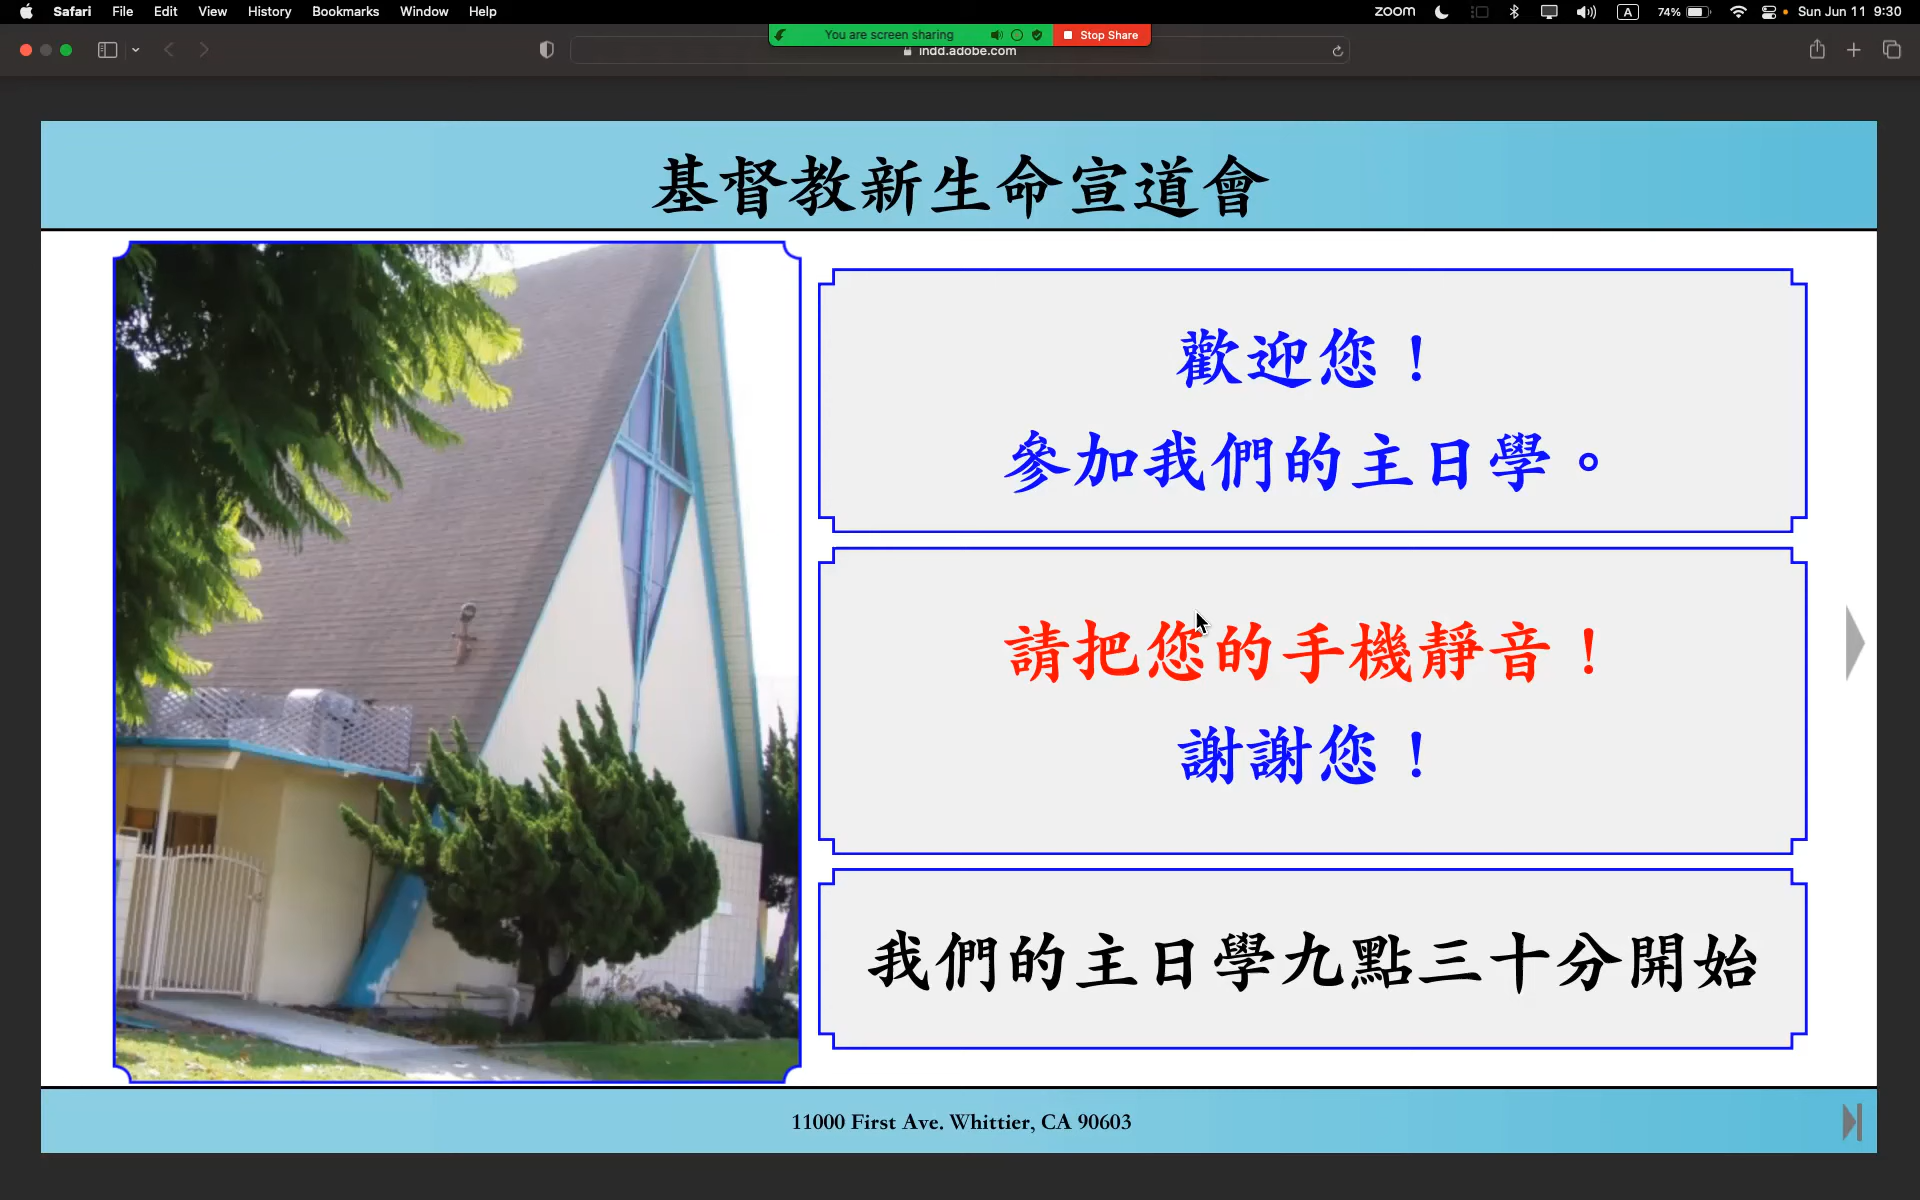 Safari File Edit View History Bookmarks Window Help
zoom A 74% Sun Jun 11 9:30
You are screen sharing Stop Share
indd.adobe.com
基督教新生命宣道會
歡迎您！
參加我們的主日學。
請把您的手機靜音！
謝謝您！
我們的主日學九點三十分開始
11000 First Ave. Whittier, CA 90603